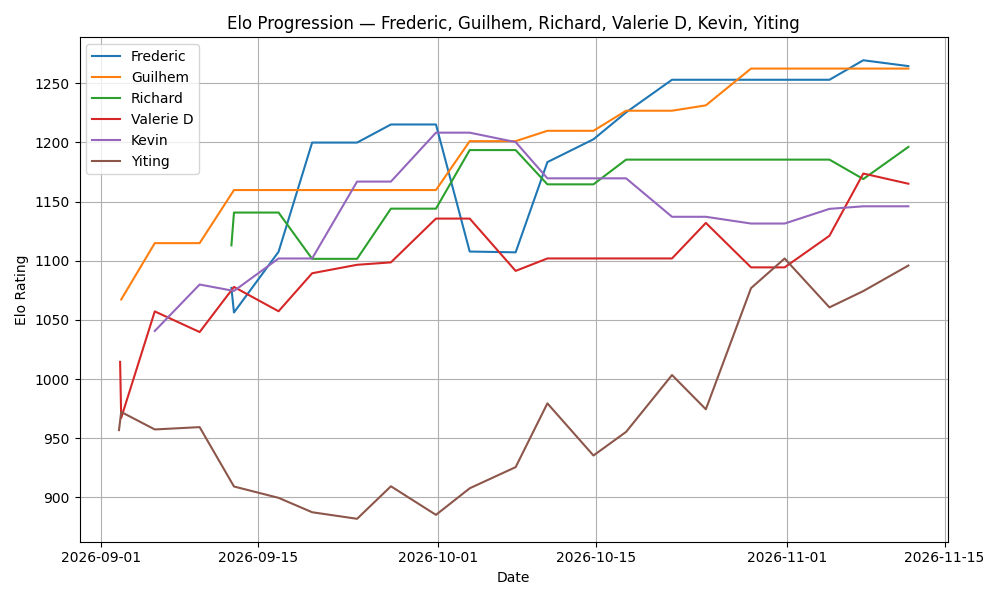 Elo Progression — Frederic, Guilhem, Richard, Valerie D, Kevin, Yiting
Frederic
Guilhem
Richard
Valerie D
Kevin
Yiting
1250
1200
1150
1100
1050
1000
950
900
Elo Rating
2026-09-01
2026-09-15
2026-10-01
2026-10-15
2026-11-01
2026-11-15
Date